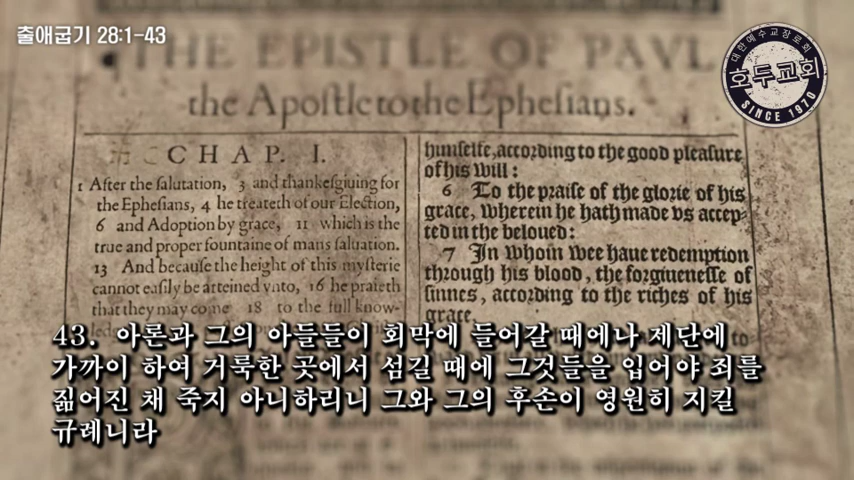 출애굽기 28:1-43
대한예수교장로회
호두교회
SINCE 1970
THE EPISTLE OF PAVL
the Apoſtle to the Epheſians.
CHAP. I.
1 After the ſalutation, 3 and thankeſgiuing for
the Epheſians, 4 he treateth of our Election,
6 and Adoption by grace, 11 which is the
true and proper fountaine of mans ſaluation.
13 And becauſe the height of this myſterie
cannot eaſily be atteined vnto, 16 he praieth
that they may come 18 to the full know-
himſelfe, according to the good pleaſure
of his will:
6 To the praiſe of the glorie of his
grace, wherein he hath made vs accep-
ted in the beloued:
7 In whom wee haue redemption
through his blood, the forgiueneſſe of
ſinnes, according to the riches of his
grace,
43. 아론과 그의 아들들이 회막에 들어갈 때에나 제단에
가까이 하여 거룩한 곳에서 섬길 때에 그것들을 입어야 죄를
짊어진 채 죽지 아니하리니 그와 그의 후손이 영원히 지킬
규례니라